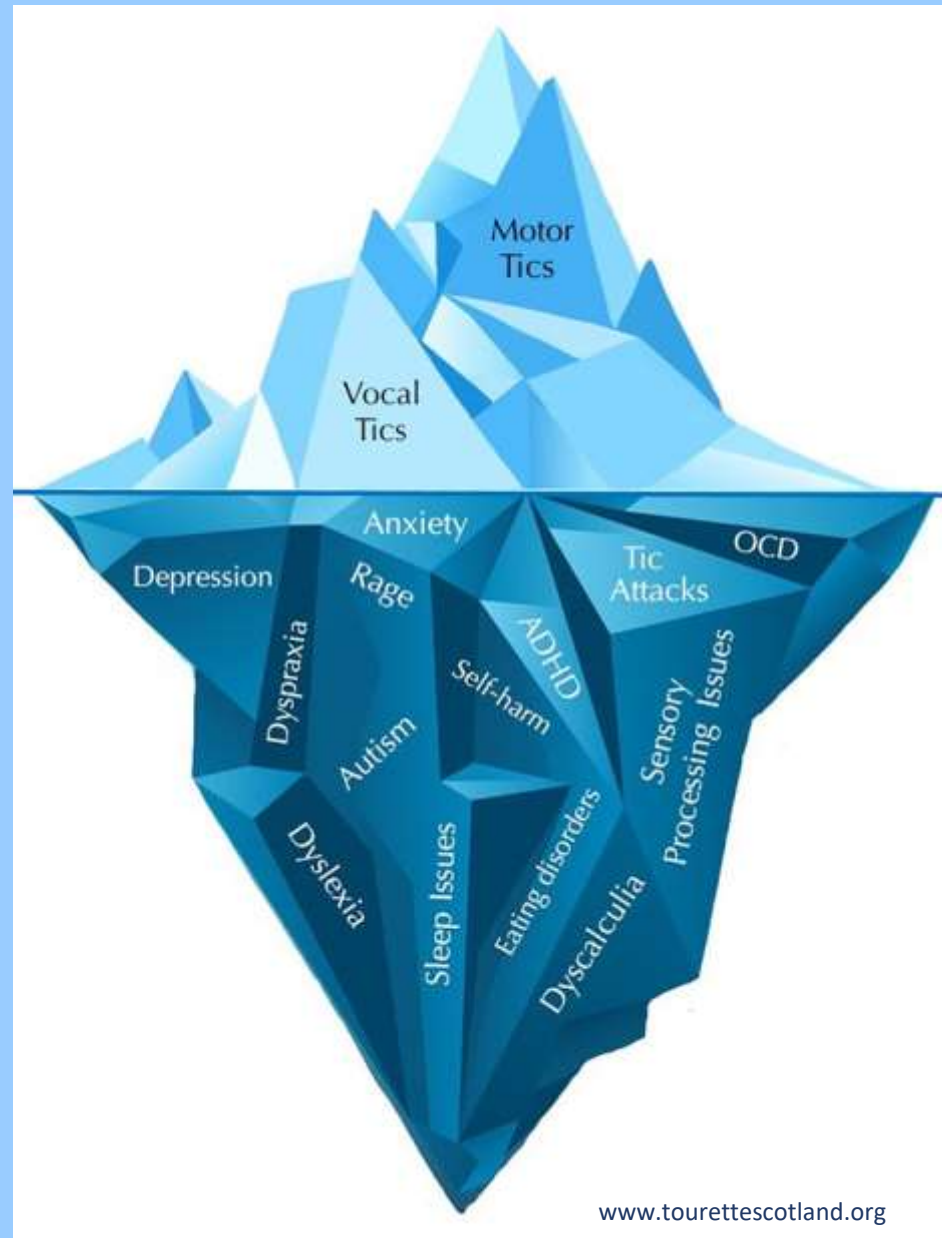 Motor
Tics
Vocal
Tics
Anxiety
OCD
Tic
Attacks
Depression
Rage
ADHD
Dyspraxia
Self-harm
Sensory
Processing Issues
Autism
Dyslexia
Sleep Issues
Eating disorders
Dyscalculia
www.tourettescotland.org